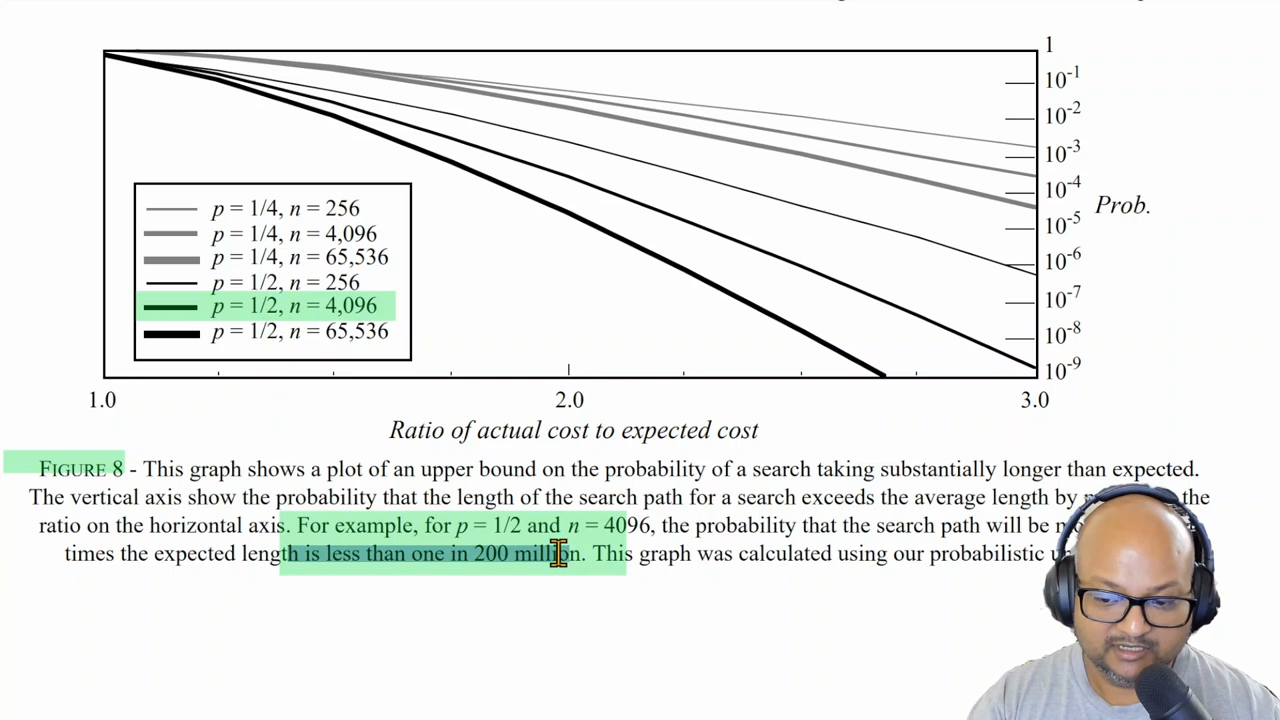 1
10-1
10-2
10-3
10-4
Prob.
10-5
10-6
10-7
10-8
10-9
p = 1/4, n = 256
p = 1/4, n = 4,096
p = 1/4, n = 65,536
p = 1/2, n = 256
p = 1/2, n = 4,096
p = 1/2, n = 65,536
1.0 2.0 3.0
Ratio of actual cost to expected cost
FIGURE 8 - This graph shows a plot of an upper bound on the probability of a search taking substantially longer than expected.
The vertical axis show the probability that the length of the search path for a search exceeds the average length by the
ratio on the horizontal axis. For example, for p = 1/2 and n = 4096, the probability that the search path will be
times the expected length is less than one in 200 million. This graph was calculated using our probabilistic